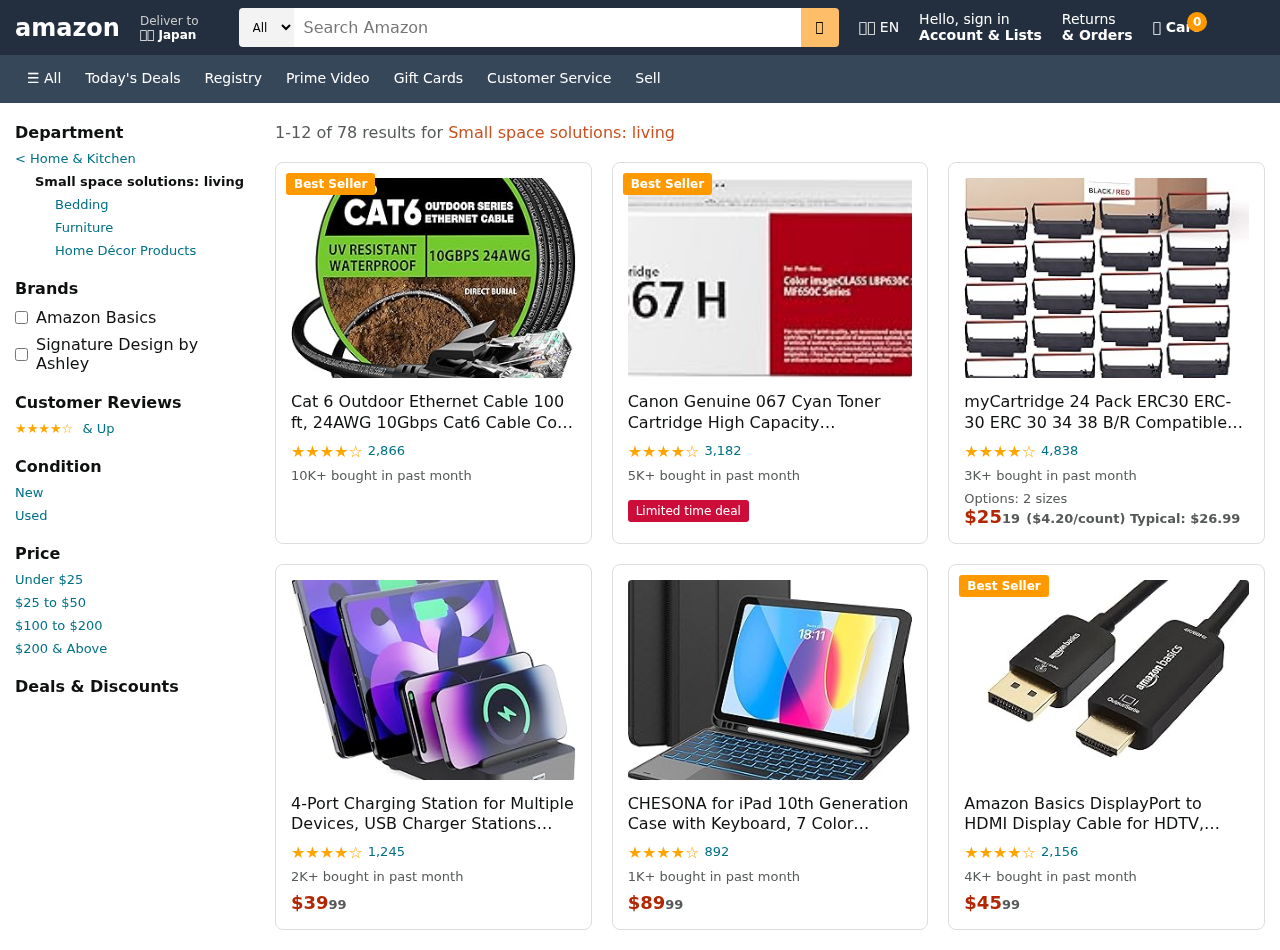 amazon
Deliver to
Japan
All
Search Amazon
EN
Hello, sign in
Account & Lists
Returns
& Orders
0
☰ All
Today's Deals
Registry
Prime Video
Gift Cards
Customer Service
Sell
Department
< Home & Kitchen
Small space solutions: living
Bedding
Furniture
Home Décor Products
Brands
Amazon Basics
Signature Design by
Ashley
Customer Reviews
★★★★☆ & Up
Condition
New
Used
Price
Under $25
$25 to $50
$100 to $200
$200 & Above
Deals & Discounts
1-12 of 78 results for Small space solutions: living
Best Seller
CAT6 OUTDOOR SERIES
ETHERNET CABLE
UV RESISTANT
WATERPROOF
10GBPS 24AWG
DIRECT BURIAL
Cat 6 Outdoor Ethernet Cable 100
ft, 24AWG 10Gbps Cat6 Cable Co...
★★★★☆ 2,866
10K+ bought in past month
Best Seller
ridge
067 H
Color imageCLASS LBP630C
MF650C Series
Canon Genuine 067 Cyan Toner
Cartridge High Capacity...
★★★★☆ 3,182
5K+ bought in past month
Limited time deal
BLACK/RED
myCartridge 24 Pack ERC30 ERC-
30 ERC 30 34 38 B/R Compatible...
★★★★☆ 4,838
3K+ bought in past month
Options: 2 sizes
$2519 ($4.20/count) Typical: $26.99
4-Port Charging Station for Multiple
Devices, USB Charger Stations...
★★★★☆ 1,245
2K+ bought in past month
$3999
18:11
CHESONA for iPad 10th Generation
Case with Keyboard, 7 Color...
★★★★☆ 892
1K+ bought in past month
$8999
Best Seller
amazon basics
amazon basics
Amazon Basics DisplayPort to
HDMI Display Cable for HDTV,...
★★★★☆ 2,156
4K+ bought in past month
$4599